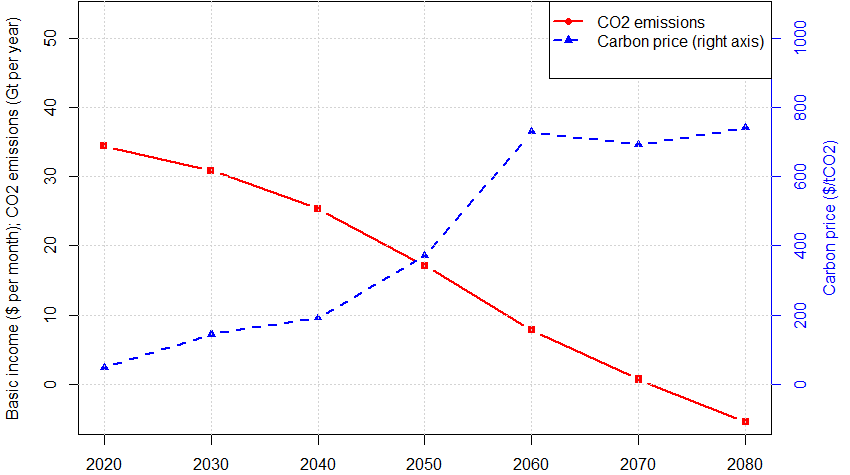 CO2 emissions
Carbon price (right axis)
Basic income ($ per month); CO2 emissions (Gt per year)
50
40
30
20
10
0
1000
800
600
400
200
0
Carbon price ($/tCO2)
2020 2030 2040 2050 2060 2070 2080